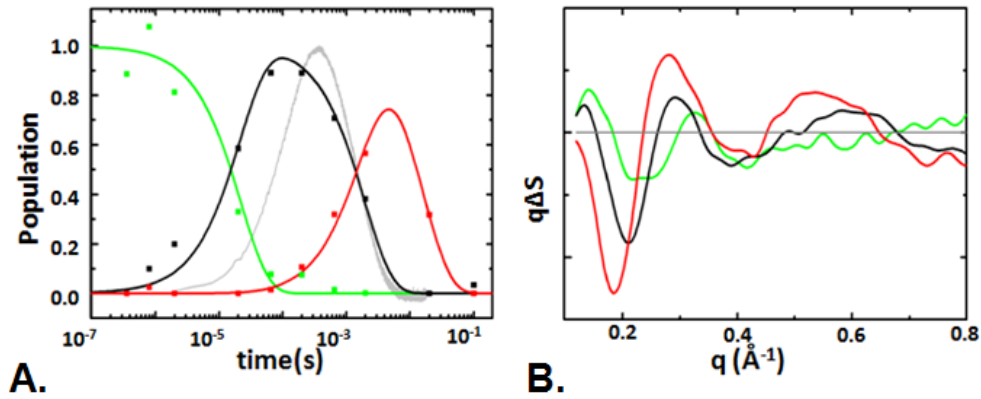 1.0
0.8
0.6
0.4
0.2
0.0
Population
10-7 10-5 10-3 10-1
time(s)
A.
qΔS
0.2 0.4 0.6 0.8
q (Å-1)
B.